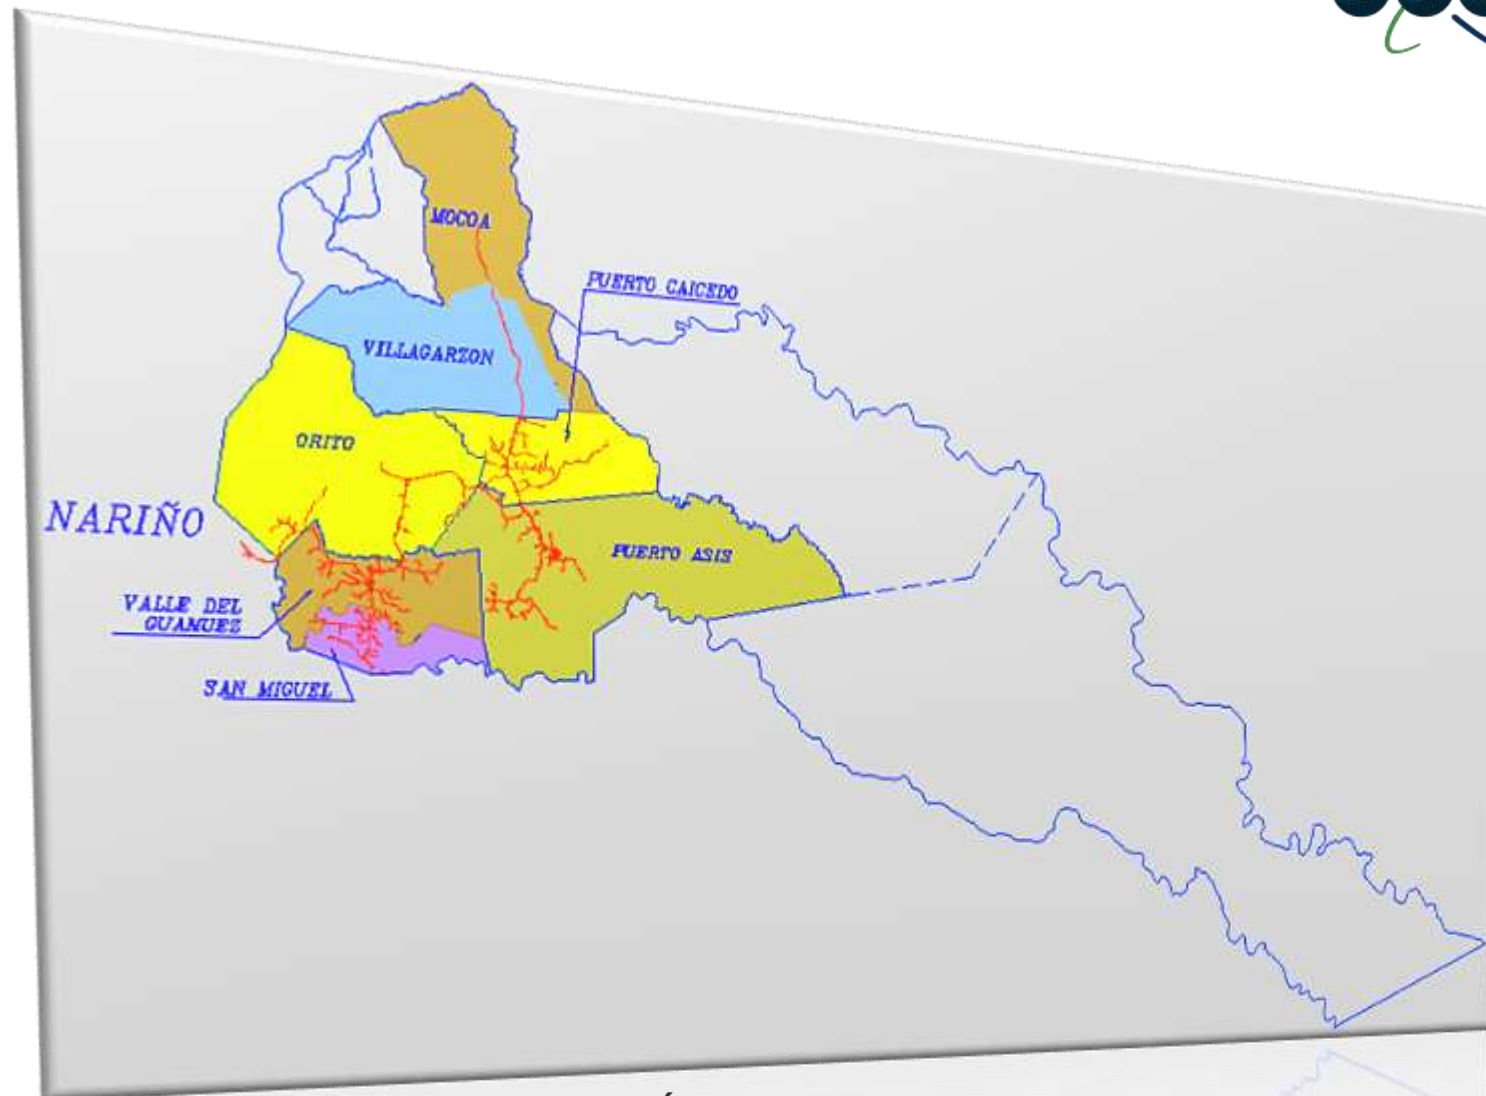 MOCOA
PUERTO CAICEDO
VILLAGARZON
ORITO
NARIÑO
PUERTO ASIS
VALLE DEL
GUAMUEZ
SAN MIGUEL